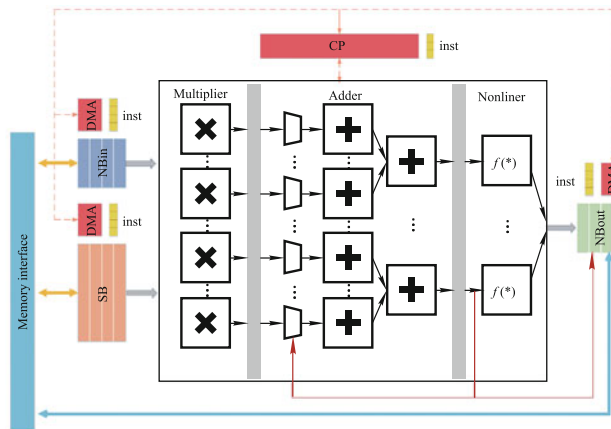 CP
inst
Multiplier
Adder
Nonliner
DMA
inst
NBin
DMA
inst
SB
Memory interface
f(*)
f(*)
inst
DMA
NBout